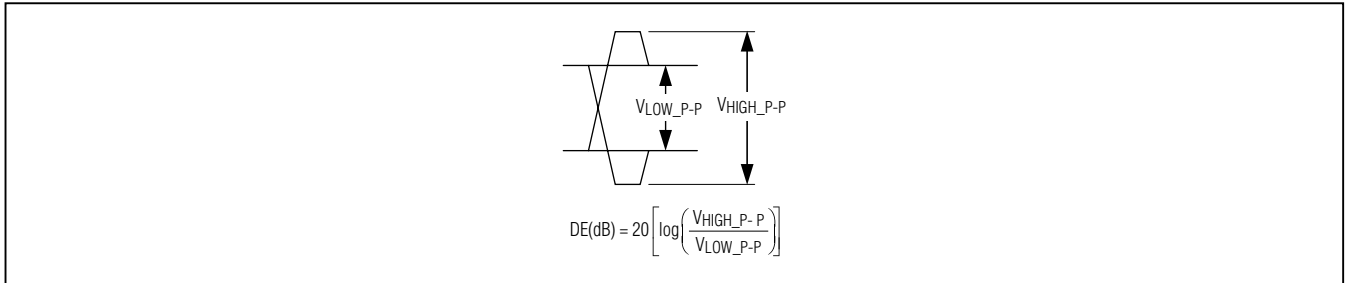 VLOW_P-P VHIGH_P-P
DE(dB) = 20[log(VHIGH_P- P/VLOW_P-P)]